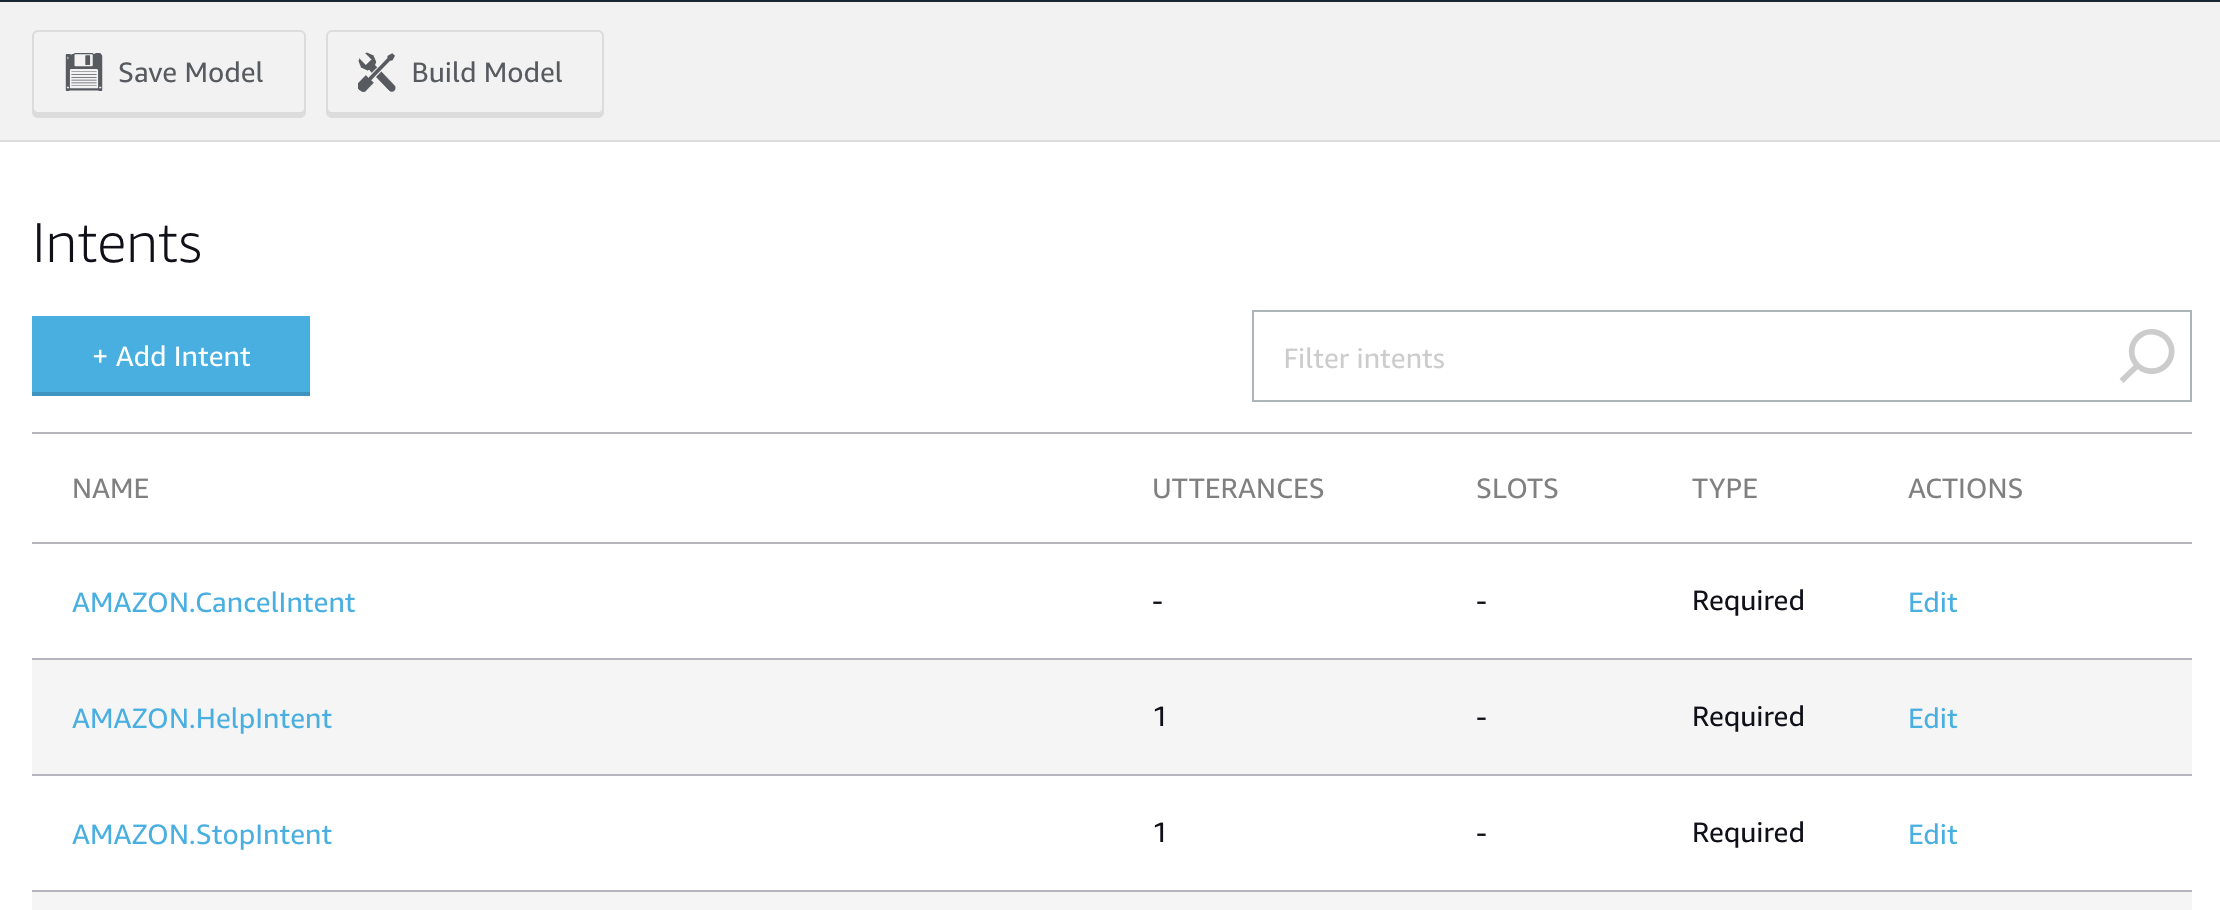 Save Model Build Model
Intents
+ Add Intent Filter intents
NAME UTTERANCES SLOTS TYPE ACTIONS
AMAZON.CancelIntent - - Required Edit
AMAZON.HelpIntent 1 - Required Edit
AMAZON.StopIntent 1 - Required Edit